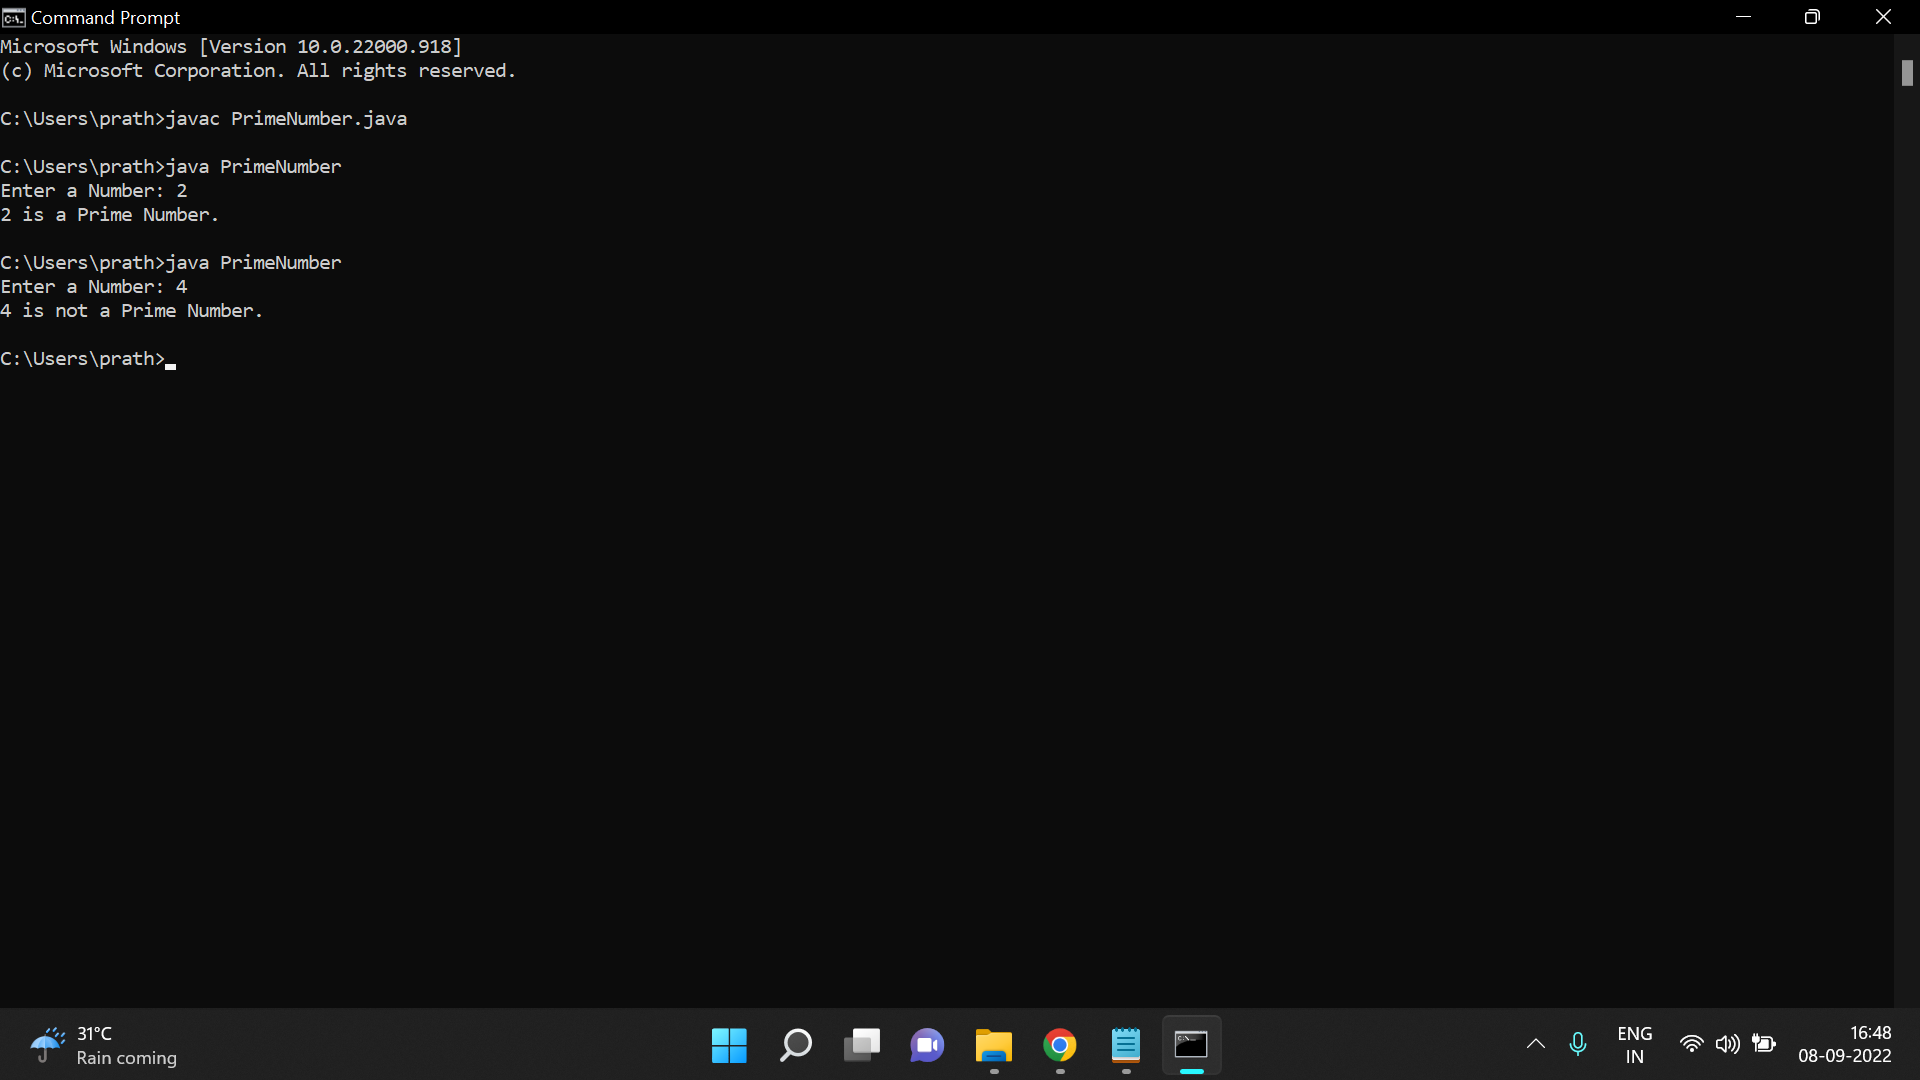 Command Prompt
Microsoft Windows [Version 10.0.22000.918]
(c) Microsoft Corporation. All rights reserved.
C:\Users\prath>javac PrimeNumber.java
C:\Users\prath>java PrimeNumber
Enter a Number: 2
2 is a Prime Number.
C:\Users\prath>java PrimeNumber
Enter a Number: 4
4 is not a Prime Number.
C:\Users\prath>_
31°C
Rain coming
ENG
IN
16:48
08-09-2022